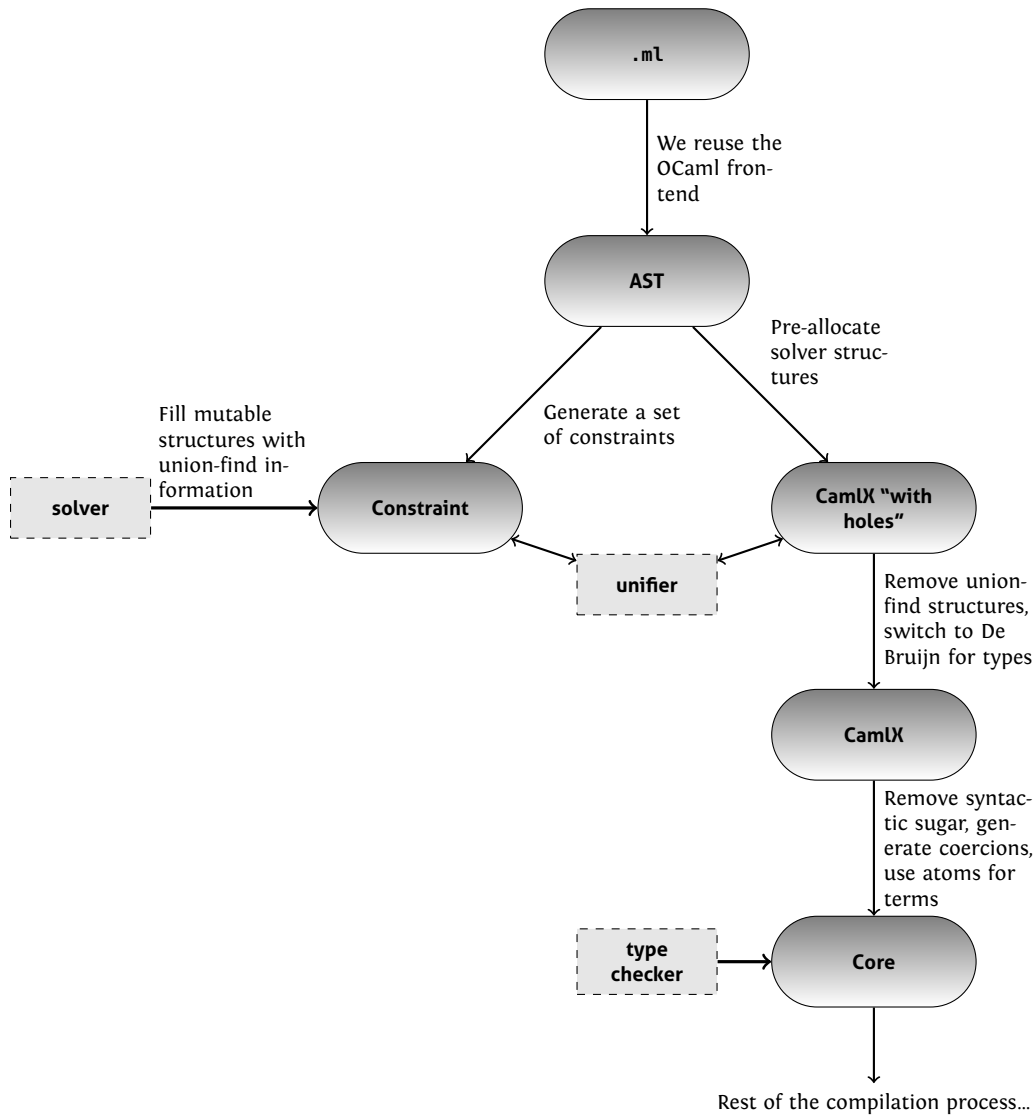 .ml
We reuse the
OCaml fron-
tend
AST
Pre-allocate
solver struc-
tures
Generate a set
of constraints
Fill mutable
structures with
union-find in-
formation
solver
Constraint
CamlX “with
holes”
unifier
Remove union-
find structures,
switch to De
Bruijn for types
CamlX
Remove syntac-
tic sugar, gen-
erate coercions,
use atoms for
terms
type
checker
Core
Rest of the compilation process...